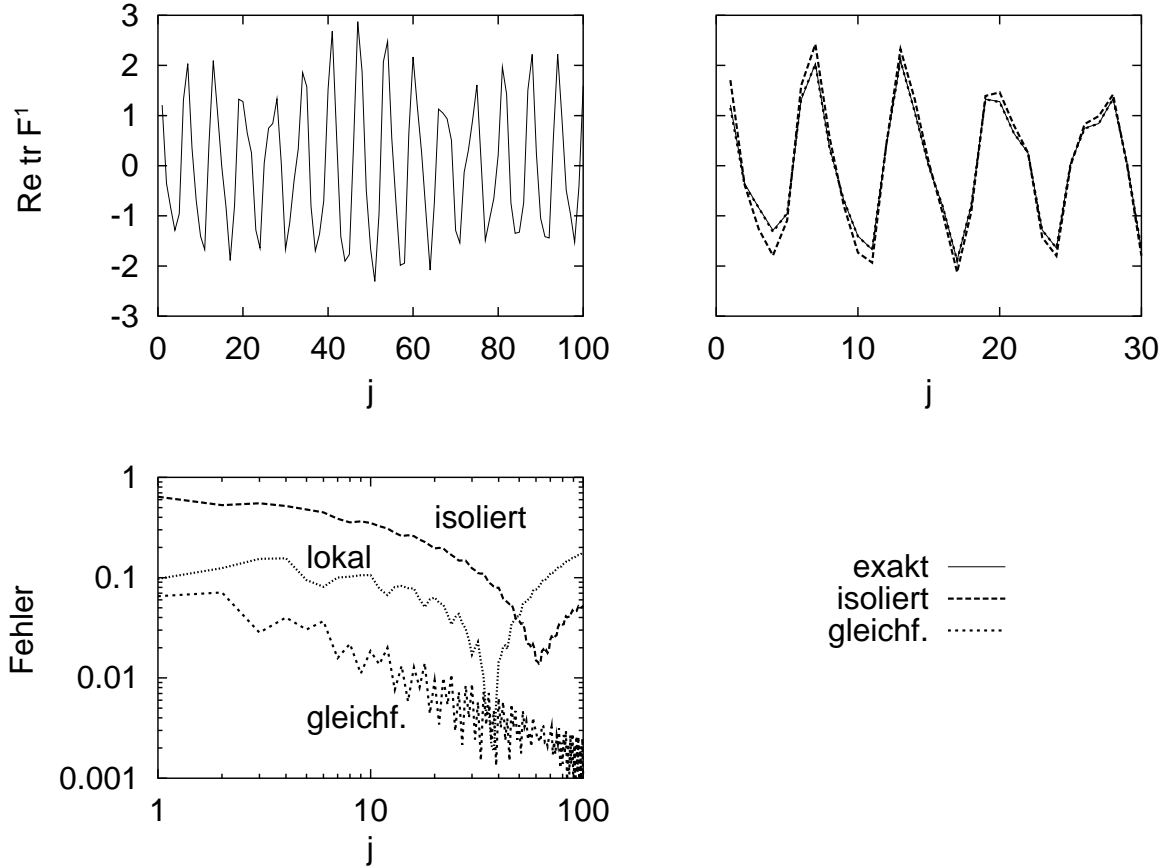 3
2
1
0
-1
-2
-3
Re tr F¹
0 20 40 60 80 100
j
0 10 20 30
j
1
0.1
0.01
0.001
Fehler
isoliert
lokal
gleichf.
1 10 100
j
exakt
isoliert
gleichf.